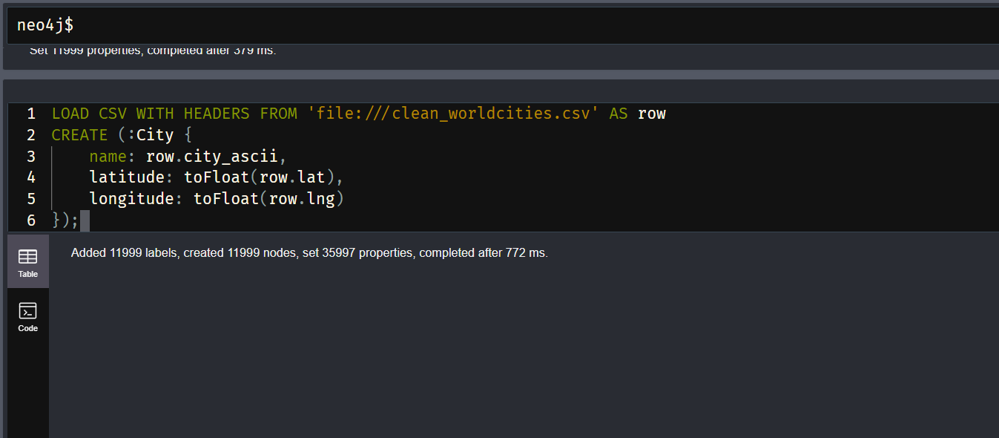 neo4j$
Set 11999 properties, completed after 379 ms.
1 LOAD CSV WITH HEADERS FROM 'file:///clean_worldcities.csv' AS row
2 CREATE (:City {
3 name: row.city_ascii,
4 latitude: toFloat(row.lat),
5 longitude: toFloat(row.lng)
6 });
Added 11999 labels, created 11999 nodes, set 35997 properties, completed after 772 ms.
Table
Code